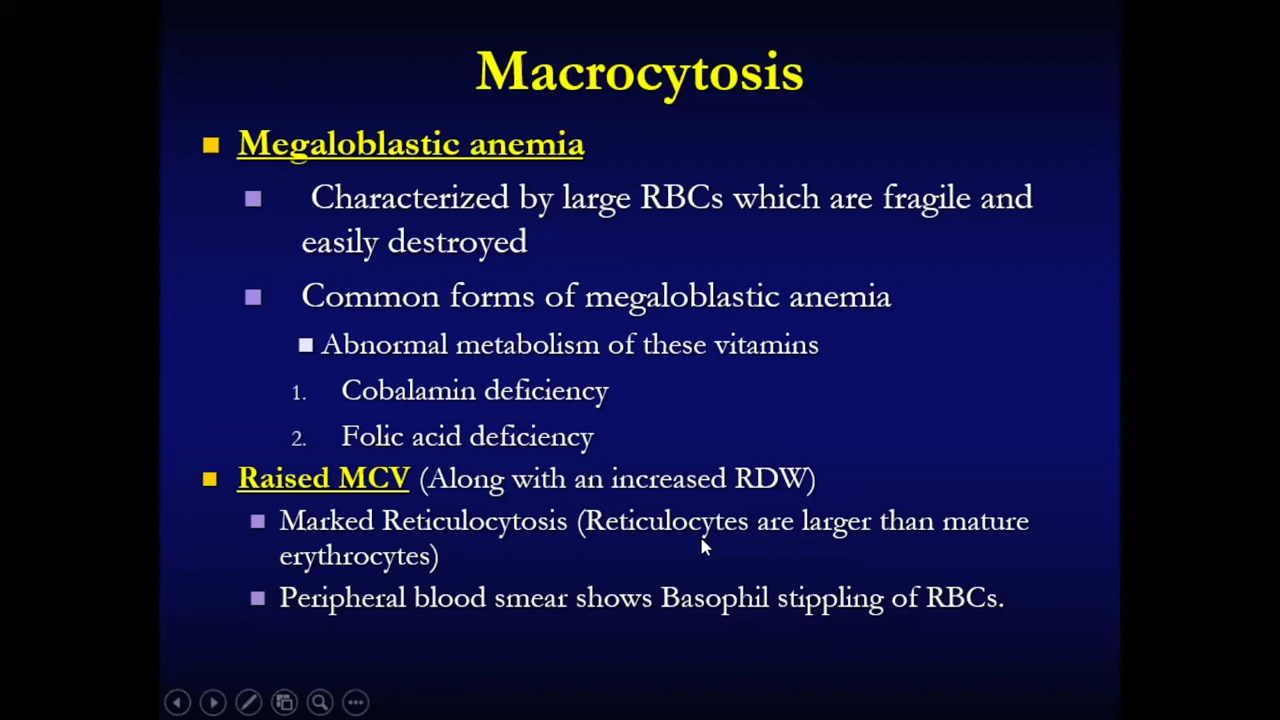 Macrocytosis
Megaloblastic anemia
Characterized by large RBCs which are fragile and
easily destroyed
Common forms of megaloblastic anemia
Abnormal metabolism of these vitamins
1. Cobalamin deficiency
2. Folic acid deficiency
Raised MCV (Along with an increased RDW)
Marked Reticulocytosis (Reticulocytes are larger than mature
erythrocytes)
Peripheral blood smear shows Basophil stippling of RBCs.